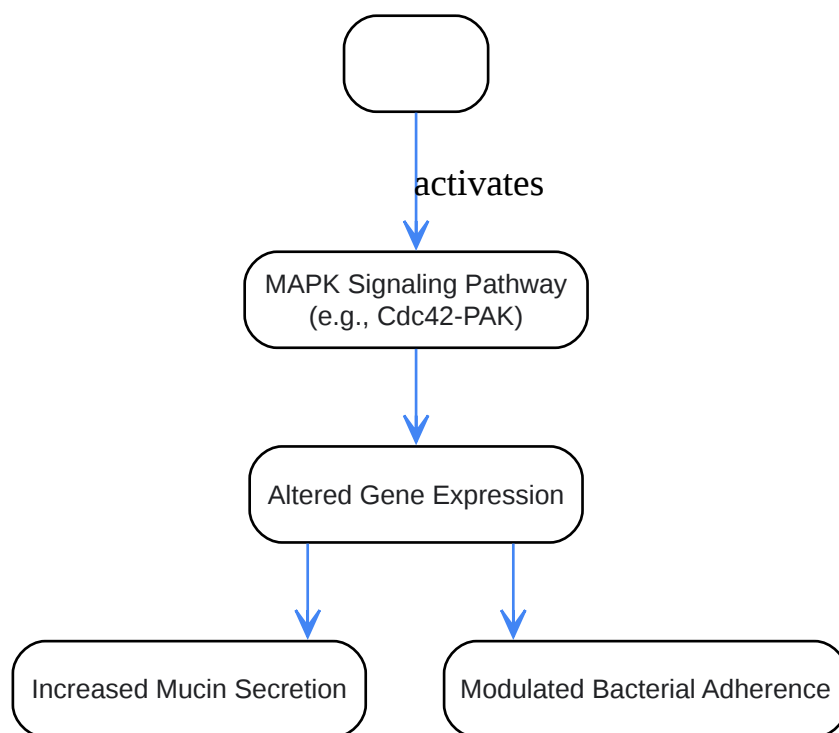 activates
MAPK Signaling Pathway
(e.g., Cdc42-PAK)
Altered Gene Expression
Increased Mucin Secretion
Modulated Bacterial Adherence